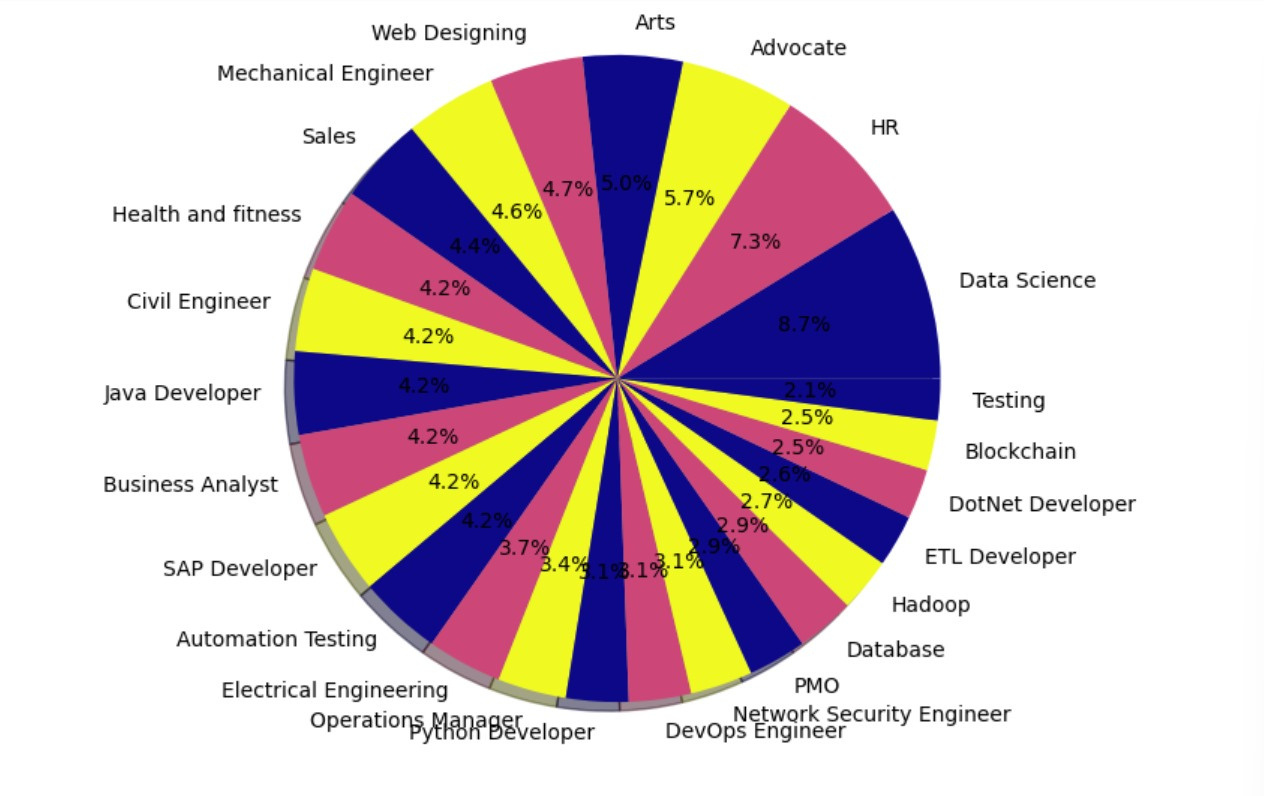 Arts
Web Designing
Advocate
Mechanical Engineer
HR
Sales
5.0%
4.7%
5.7%
4.6%
Health and fitness
7.3%
4.4%
Data Science
4.2%
Civil Engineer
8.7%
4.2%
Java Developer
4.2%
2.1%
Testing
2.5%
4.2%
2.5%
Blockchain
2.6%
Business Analyst
4.2%
2.7%
DotNet Developer
4.2%
2.9%
3.7%
2.9%
ETL Developer
3.4%
3.1%
3.1%
3.1%
SAP Developer
Hadoop
Automation Testing
Database
Electrical Engineering
PMO
Operations Manager
Network Security Engineer
Python Developer
DevOps Engineer